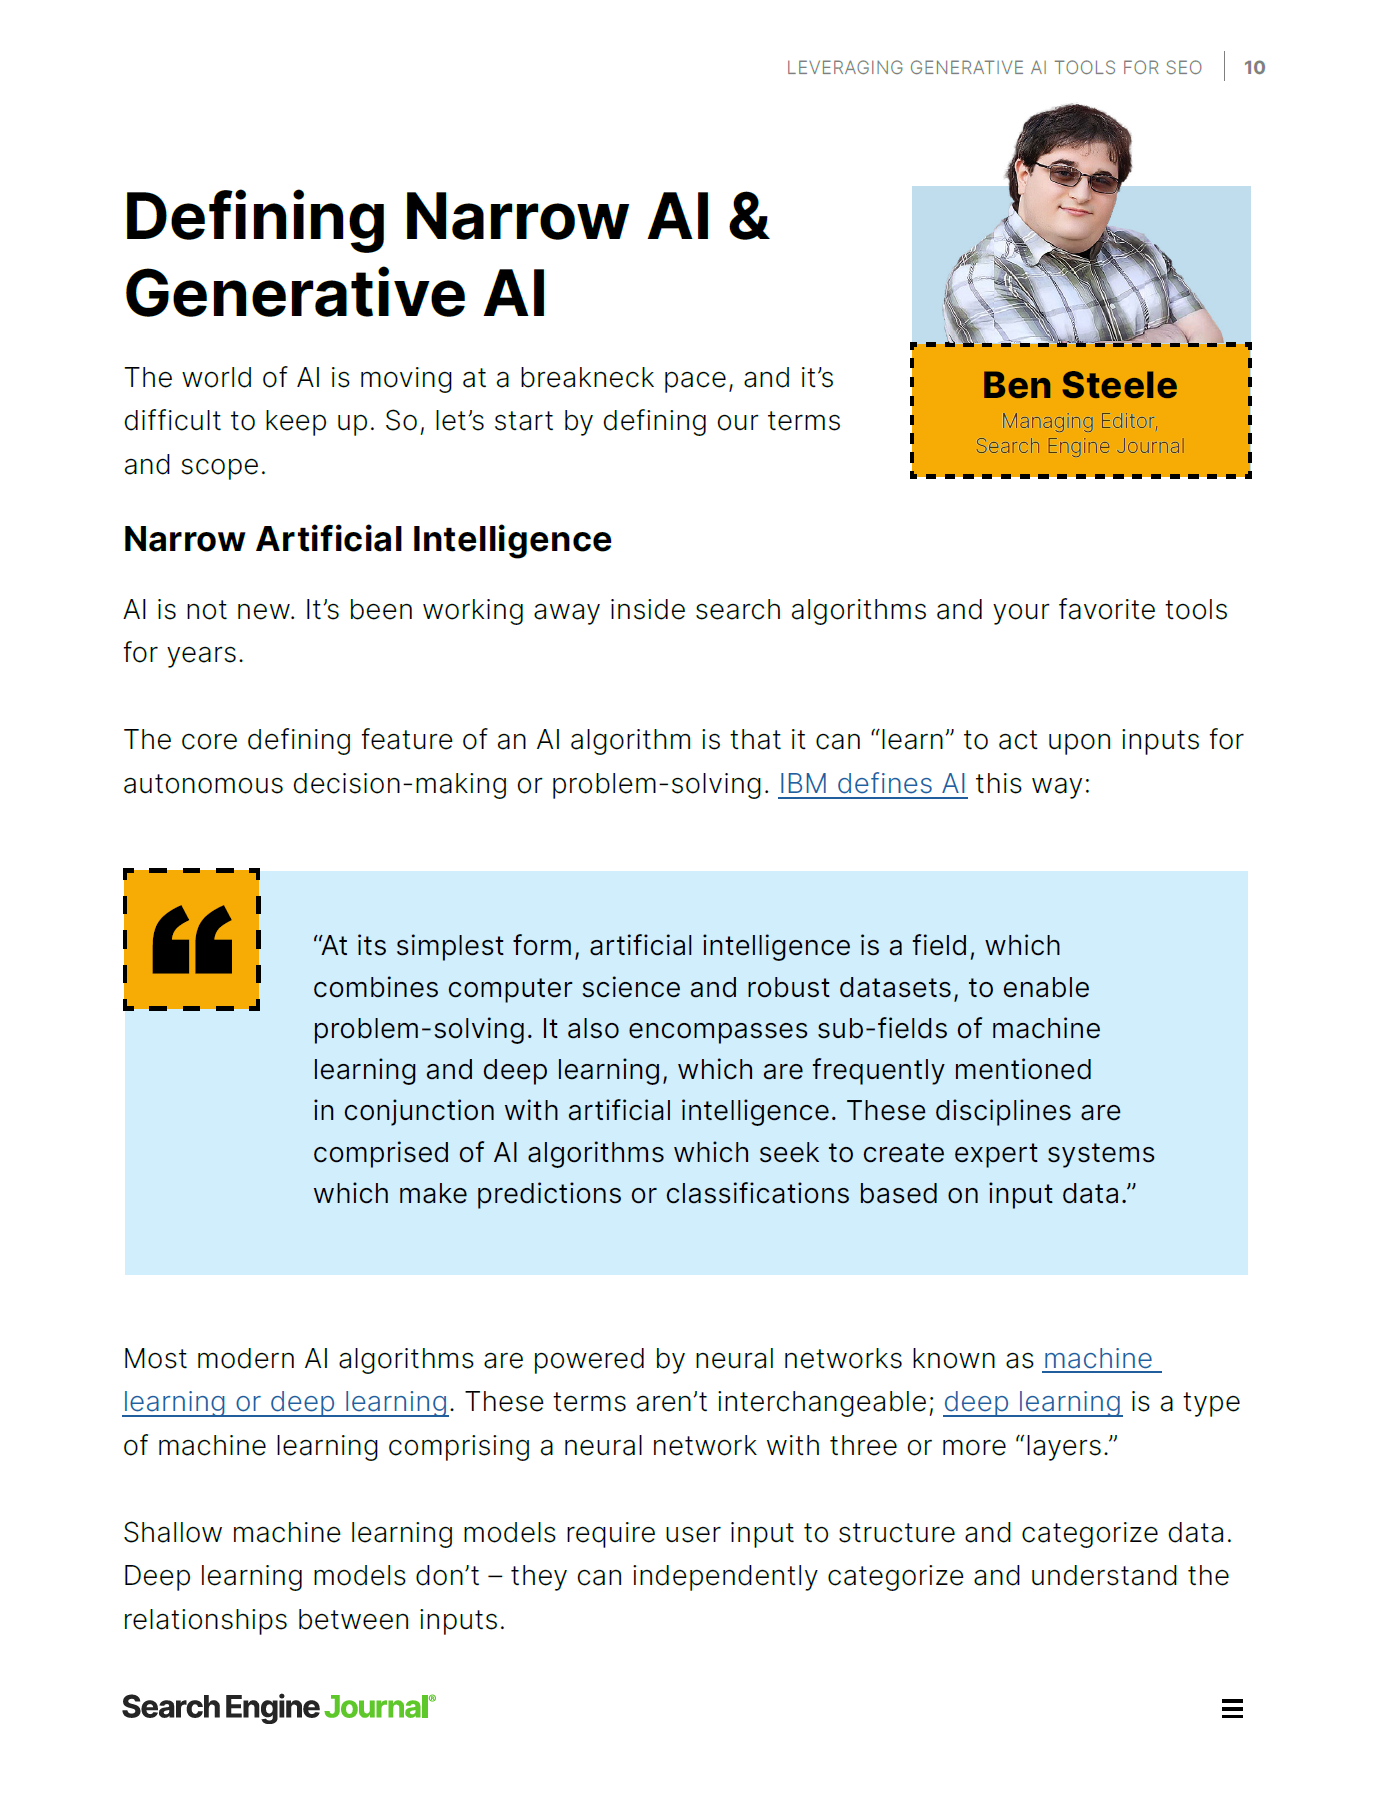 LEVERAGING GENERATIVE AI TOOLS FOR SEO 10
Defining Narrow AI &
Generative AI
The world of AI is moving at a breakneck pace, and it’s
difficult to keep up. So, let’s start by defining our terms
and scope.
Ben Steele
Managing Editor,
Search Engine Journal
Narrow Artificial Intelligence
AI is not new. It’s been working away inside search algorithms and your favorite tools
for years.
The core defining feature of an AI algorithm is that it can “learn” to act upon inputs for
autonomous decision-making or problem-solving. IBM defines AI this way:
“At its simplest form, artificial intelligence is a field, which
combines computer science and robust datasets, to enable
problem-solving. It also encompasses sub-fields of machine
learning and deep learning, which are frequently mentioned
in conjunction with artificial intelligence. These disciplines are
comprised of AI algorithms which seek to create expert systems
which make predictions or classifications based on input data.”
Most modern AI algorithms are powered by neural networks known as machine
learning or deep learning. These terms aren’t interchangeable; deep learning is a type
of machine learning comprising a neural network with three or more “layers.”
Shallow machine learning models require user input to structure and categorize data.
Deep learning models don’t – they can independently categorize and understand the
relationships between inputs.
Search Engine Journal®